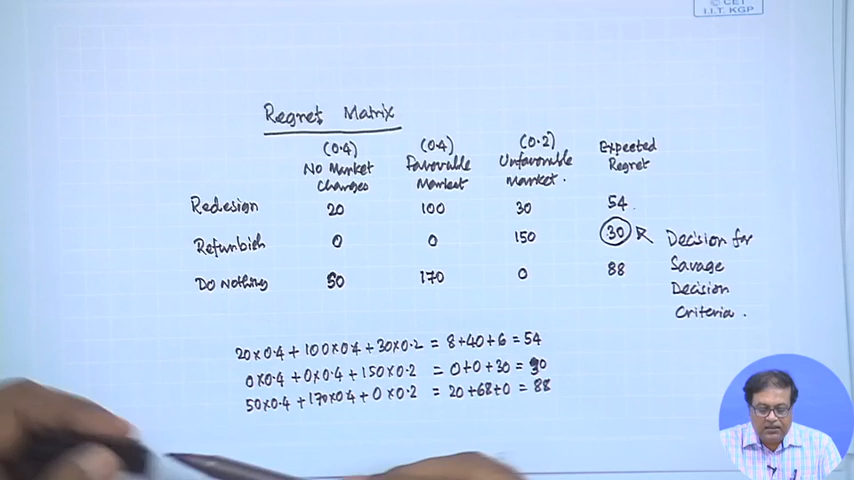 © CET
I.I.T. KGP
Regret Matrix
(0.4) (0.4) (0.2) Expected
No Market Favorable Unfavorable Regret
Changes Market Market.
Redesign 20 100 30 54
Refurbish 0 0 150 30 Decision for
Savage
Do Nothing 50 170 0 88 Decision
Criteria.
20×0.4 + 100×0.4 + 30×0.2 = 8+40+6 = 54
0×0.4 + 0×0.4 + 150×0.2 = 0+0+30 = 30
50×0.4 + 170×0.4 + 0×0.2 = 20+68+0 = 88